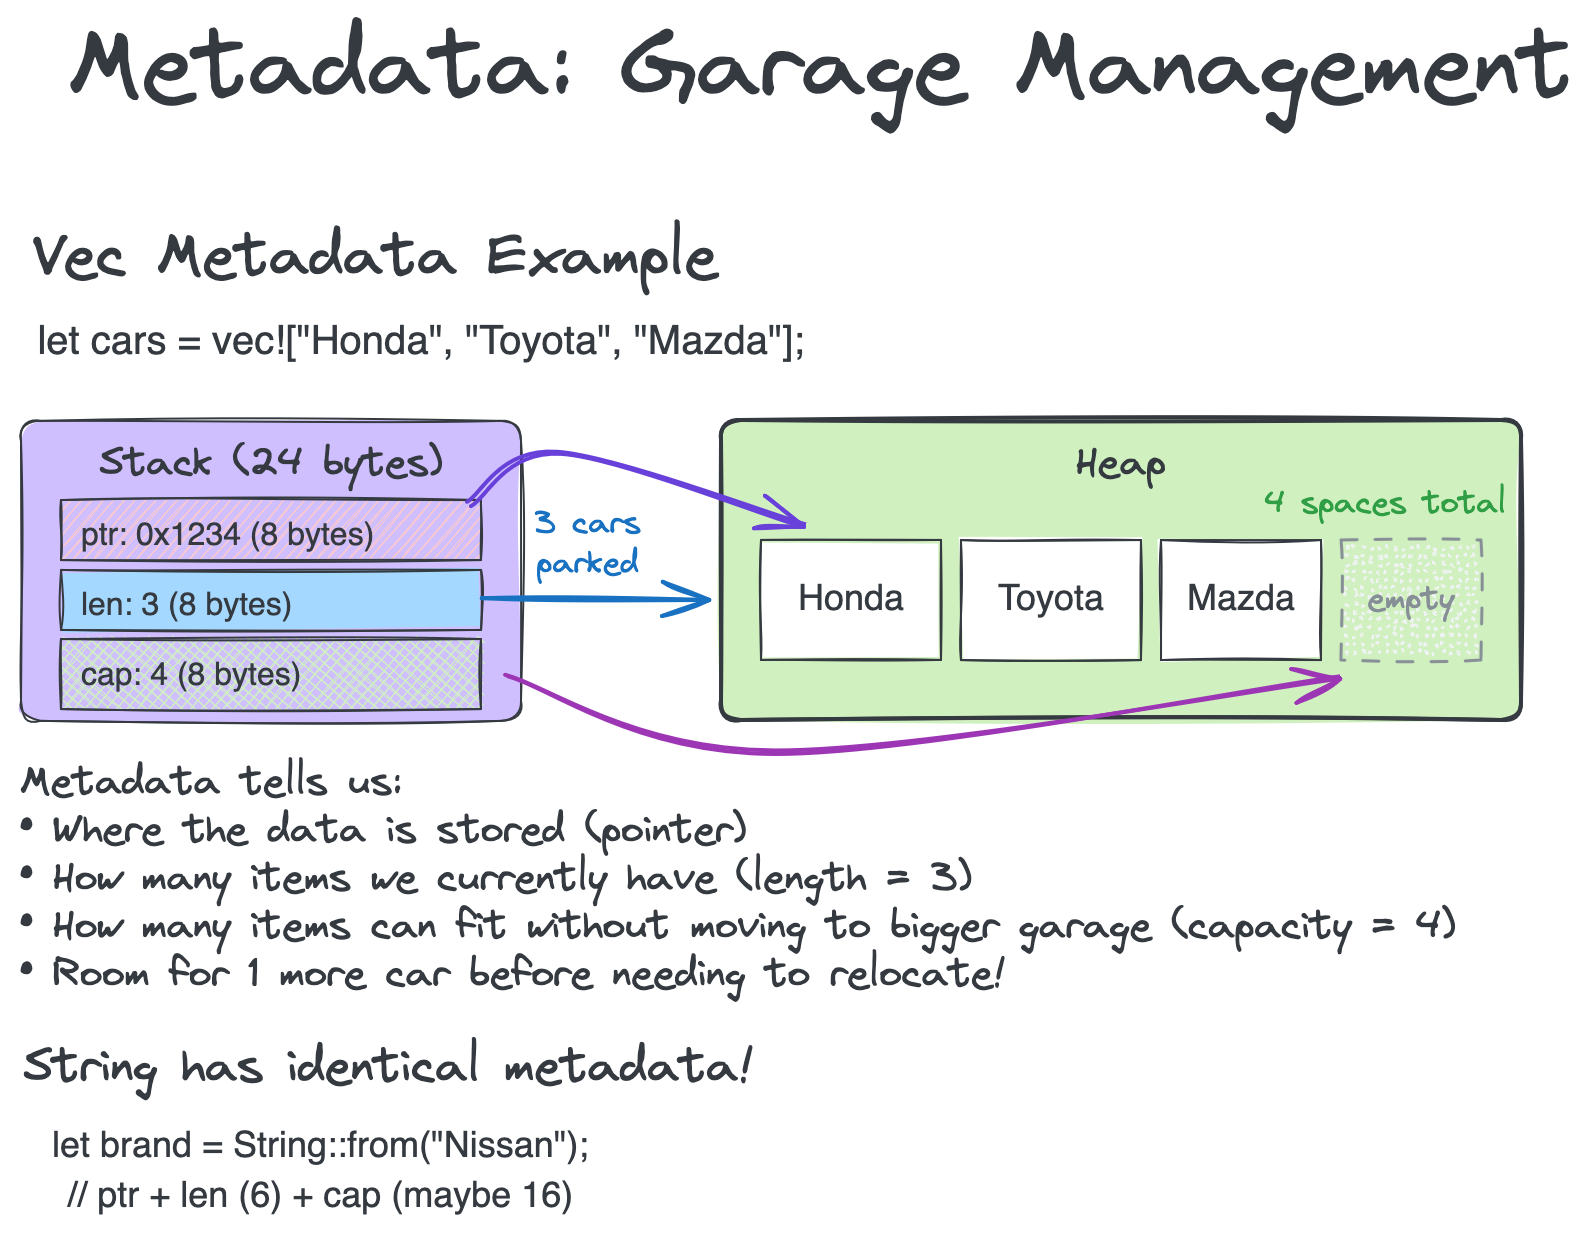 Metadata: Garage Management
Vec Metadata Example
let cars = vec!["Honda", "Toyota", "Mazda"];
Stack (24 bytes)
ptr: 0x1234 (8 bytes)
len: 3 (8 bytes)
cap: 4 (8 bytes)
3 cars
parked
Heap
4 spaces total
Honda
Toyota
Mazda
empty
Metadata tells us:
• Where the data is stored (pointer)
• How many items we currently have (length = 3)
• How many items can fit without moving to bigger garage (capacity = 4)
• Room for 1 more car before needing to relocate!
String has identical metadata!
let brand = String::from("Nissan");
// ptr + len (6) + cap (maybe 16)